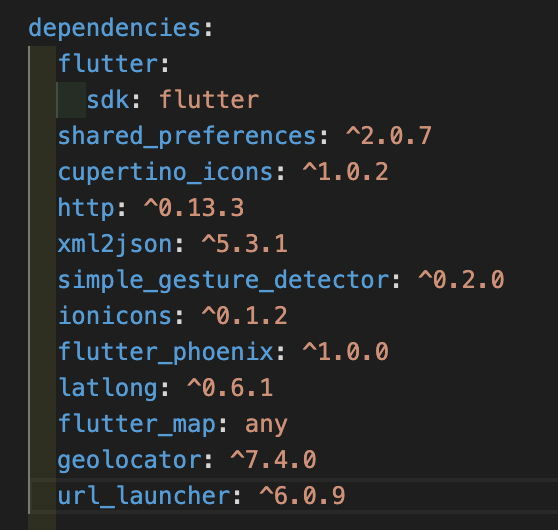 dependencies:
flutter:
sdk: flutter
shared_preferences: ^2.0.7
cupertino_icons: ^1.0.2
http: ^0.13.3
xml2json: ^5.3.1
simple_gesture_detector: ^0.2.0
ionicons: ^0.1.2
flutter_phoenix: ^1.0.0
latlong: ^0.6.1
flutter_map: any
geolocator: ^7.4.0
url_launcher: ^6.0.9